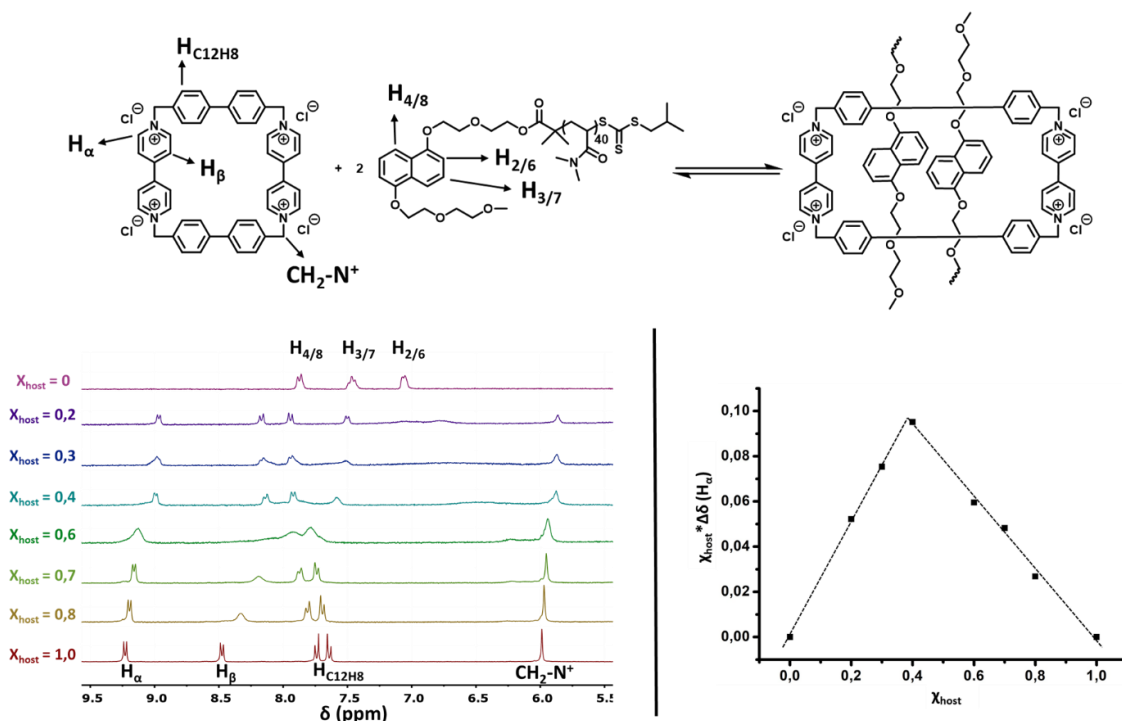 H_C12H8
Cl⊖ Cl⊖
H_α
N +
N +
H_β
+
+
N N
Cl⊖ Cl⊖
CH₂-N⁺
+ 2
H_4/8
O O O O
O
40
S S
S
N O
H_2/6
H_3/7
O O O
O O
O O
Cl⊖ Cl⊖
N + O O N +
+ N O O + N
Cl⊖ Cl⊖
O O
O O
H_4/8 H_3/7 H_2/6
X_host = 0
X_host = 0,2
X_host = 0,3
X_host = 0,4
X_host = 0,6
X_host = 0,7
X_host = 0,8
X_host = 1,0
H_α H_β H_C12H8 CH₂-N⁺
9.5 9.0 8.5 8.0 7.5 7.0 6.5 6.0 5.5
δ (ppm)
χ_host*Δδ (H_α)
0,10
0,08
0,06
0,04
0,02
0,00
0,0 0,2 0,4 0,6 0,8 1,0
χ_host